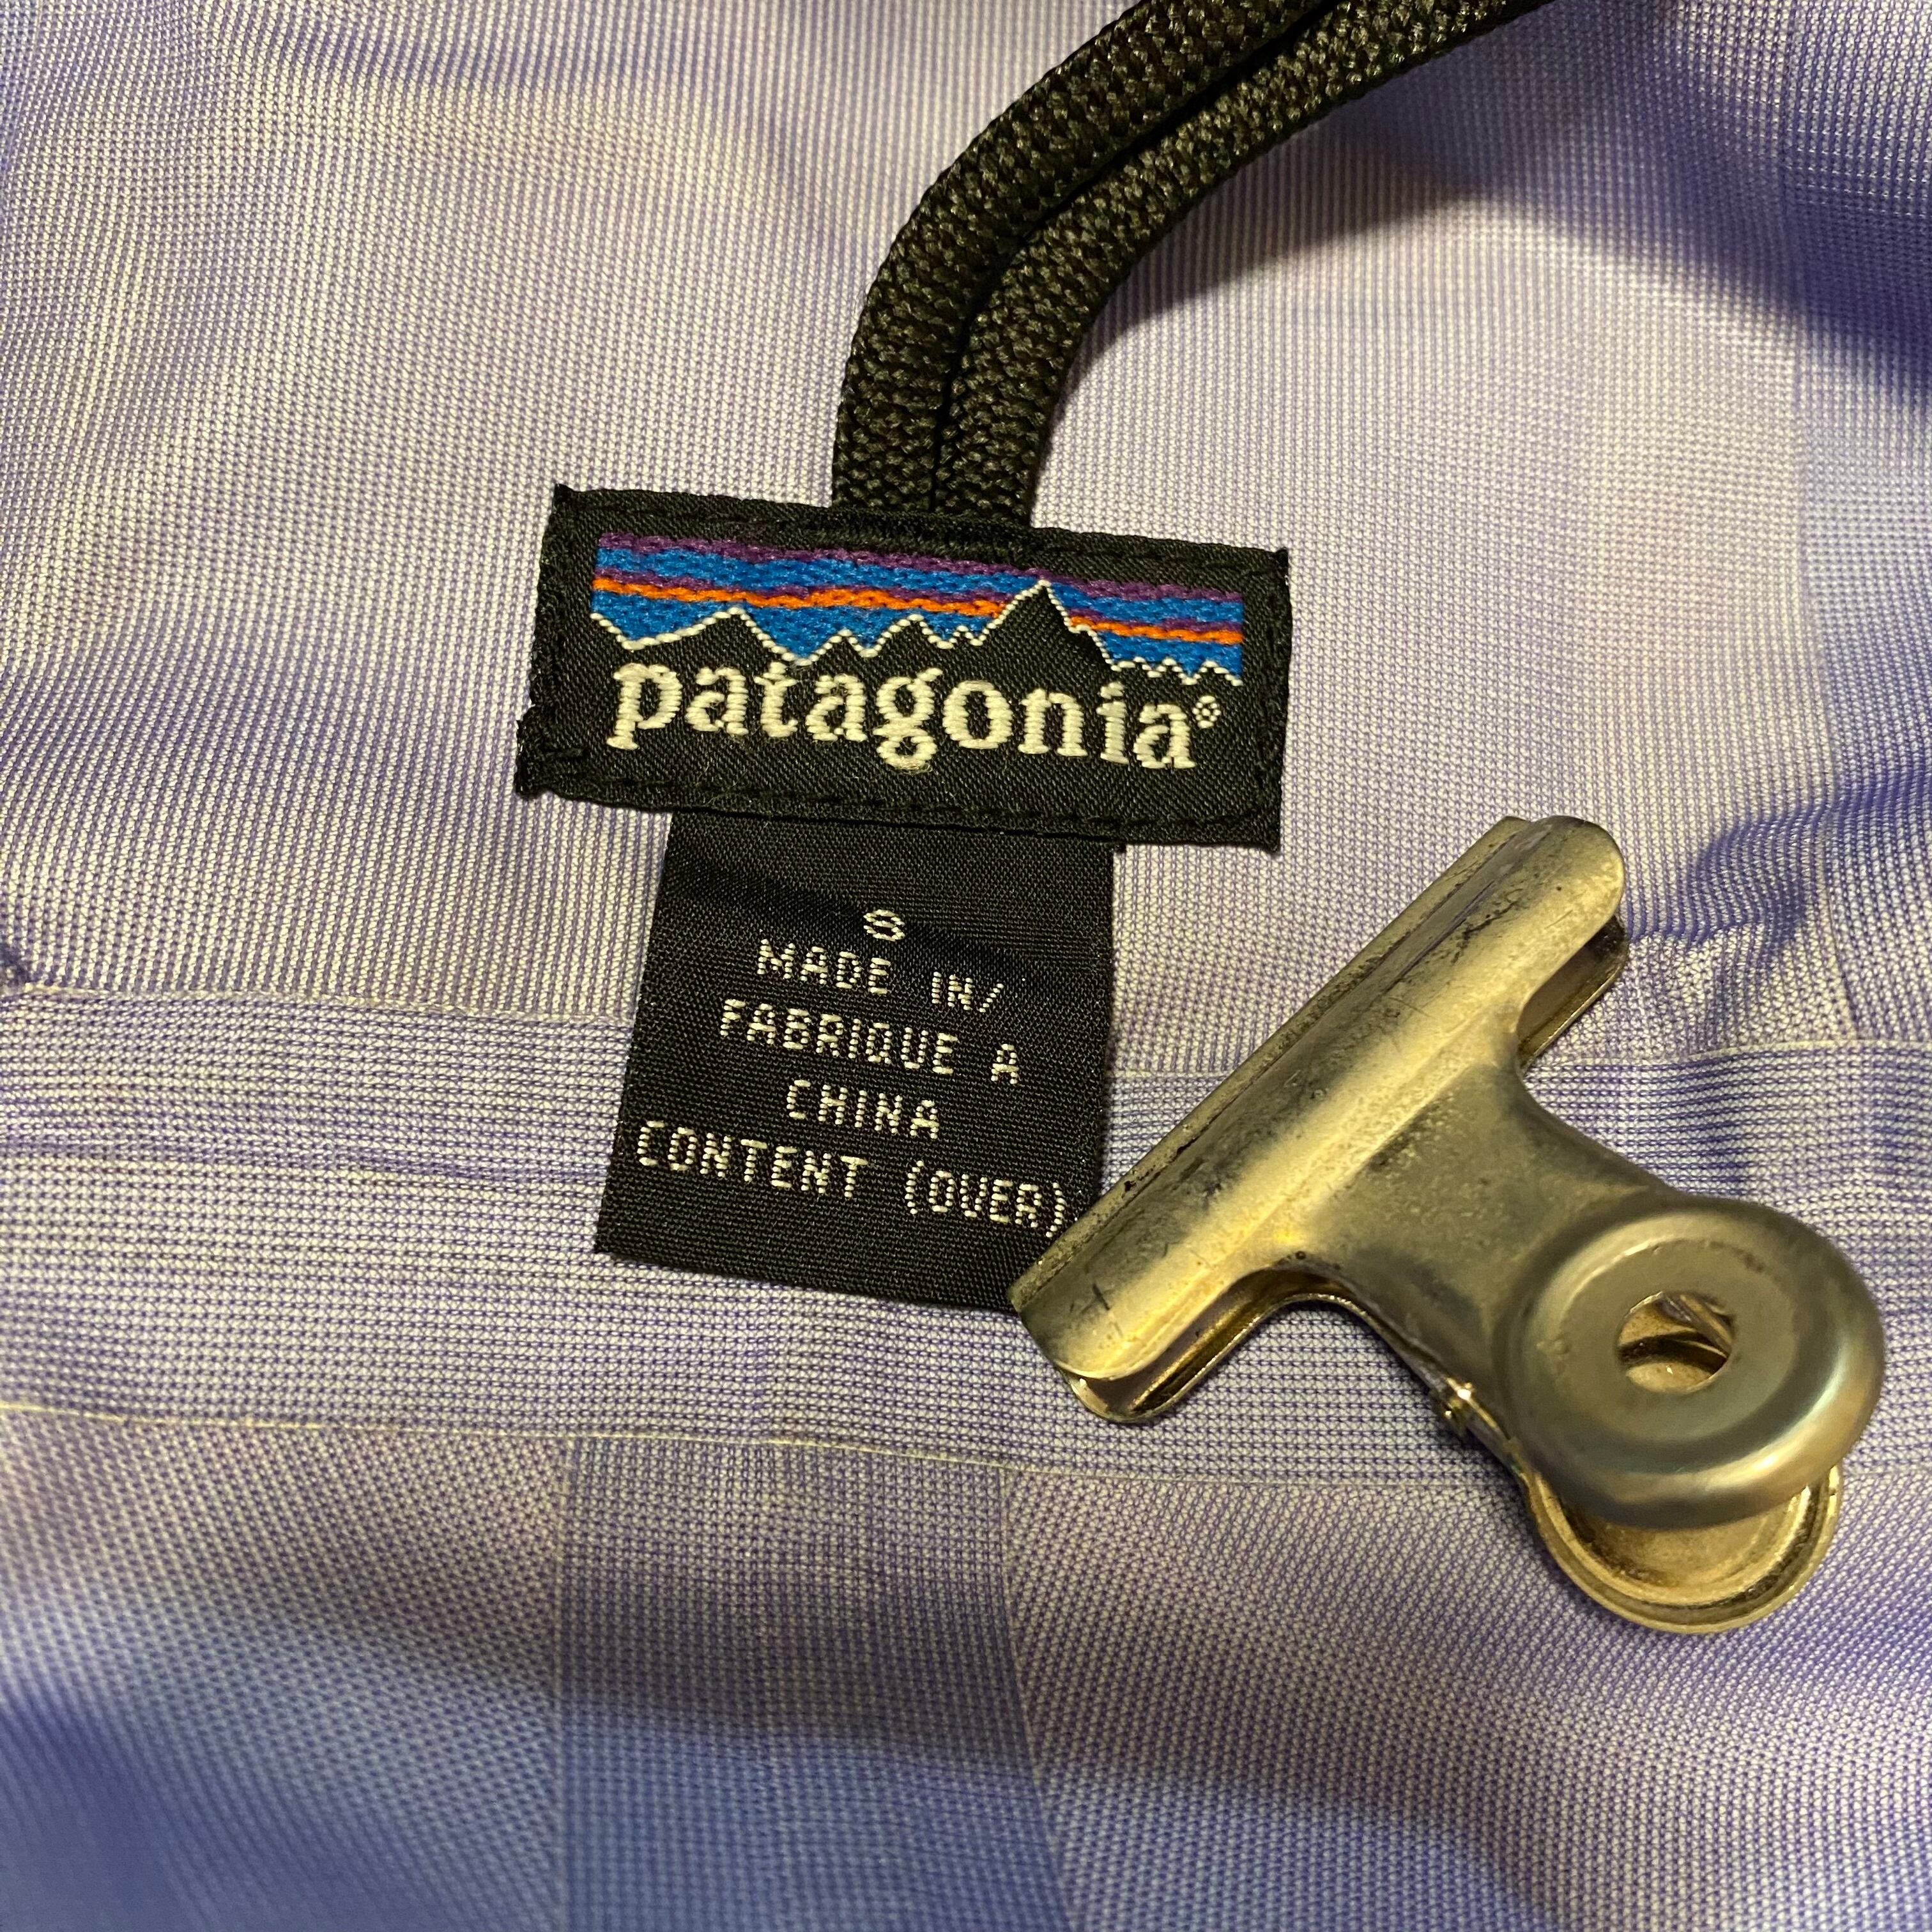 patagonia®
S
MADE IN/
FABRIQUE A
CHINA
CONTENT (OVER)